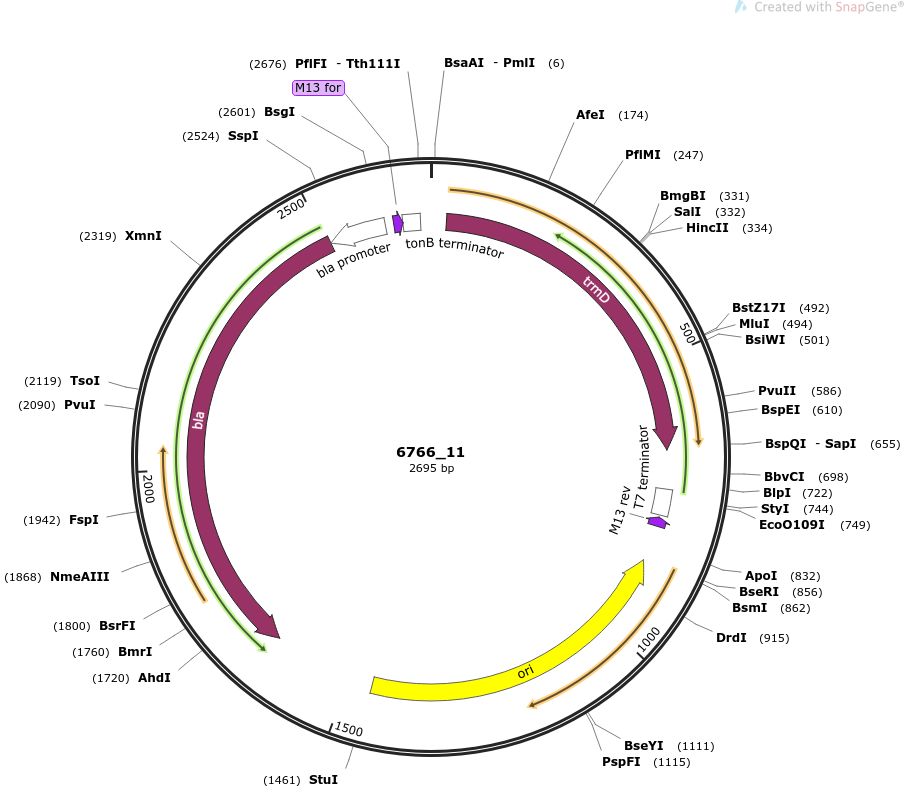 Created with SnapGene®
(2676) PflFI - Tth111I
BsaAI - PmlI (6)
M13 for
(2601) BsgI
(2524) SspI
AfeI (174)
PflMI (247)
BmgBI (331)
SalI (332)
HincII (334)
2500
(2319) XmnI
bla promoter
tonB terminator
trmD
BstZ17I (492)
MluI (494)
BsiWI (501)
500
(2119) TsoI
(2090) PvuI
PvuII (586)
BspEI (610)
bla
BspQI - SapI (655)
6766_11
2695 bp
T7 terminator
M13 rev
BbvCI (698)
BlpI (722)
StyI (744)
EcoO109I (749)
2000
(1942) FspI
(1868) NmeAIII
ApoI (832)
BseRI (856)
BsmI (862)
(1800) BsrFI
(1760) BmrI
(1720) AhdI
DrdI (915)
1000
ori
1500
BseYI (1111)
PspFI (1115)
(1461) StuI